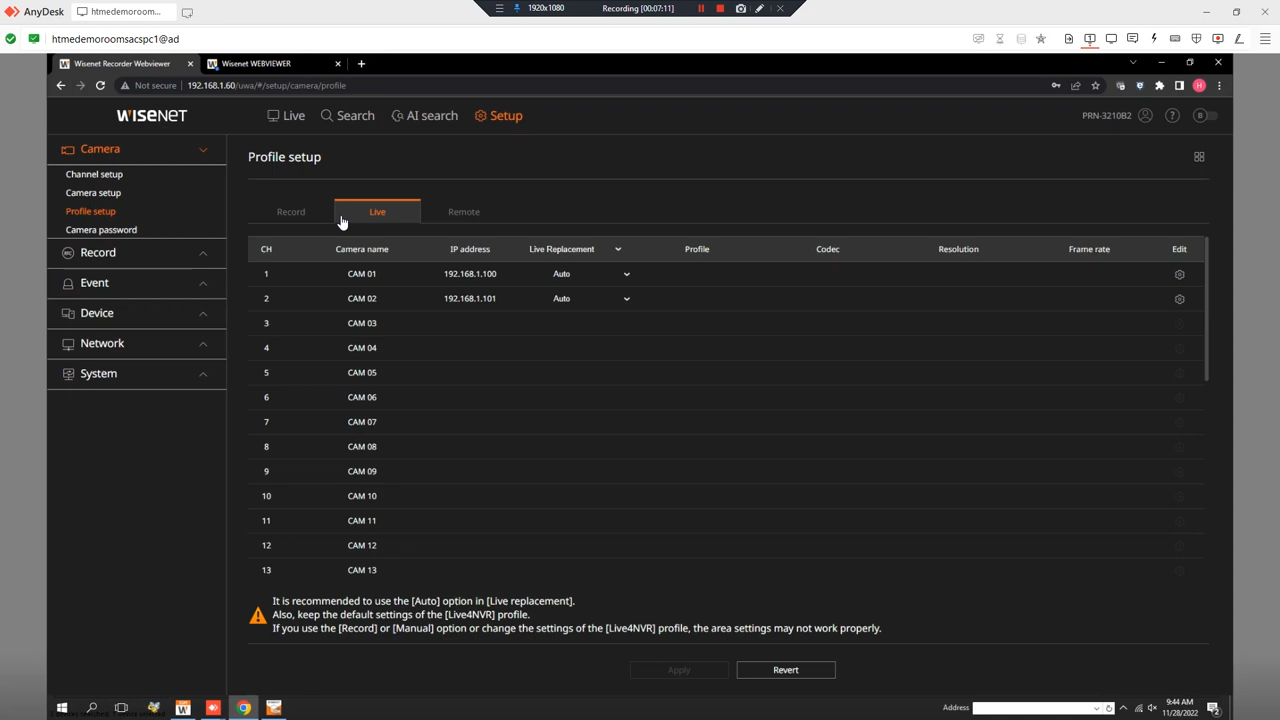 AnyDesk
htmedemoroom...
1920x1080
Recording [00:07:11]
htmedemoroomsacspc1@ad
Wisenet Recorder Webviewer
Wisenet WEBVIEWER
Not secure
192.168.1.60/uwa/#/setup/camera/profile
H
WISENET
Live
Search
AI search
Setup
PRN-3210B2
B
Camera
Channel setup
Camera setup
Profile setup
Camera password
Record
Event
Device
Network
System
Profile setup
Record
Live
Remote
CH Camera name IP address Live Replacement Profile Codec Resolution Frame rate Edit
1 CAM 01 192.168.1.100 Auto
2 CAM 02 192.168.1.101 Auto
3 CAM 03
4 CAM 04
5 CAM 05
6 CAM 06
7 CAM 07
8 CAM 08
9 CAM 09
10 CAM 10
11 CAM 11
12 CAM 12
13 CAM 13
It is recommended to use the [Auto] option in [Live replacement].
Also, keep the default settings of the [Live4NVR] profile.
If you use the [Record] or [Manual] option or change the settings of the [Live4NVR] profile, the area settings may not work properly.
Apply
Revert
Address
9:44 AM
11/28/2022
2